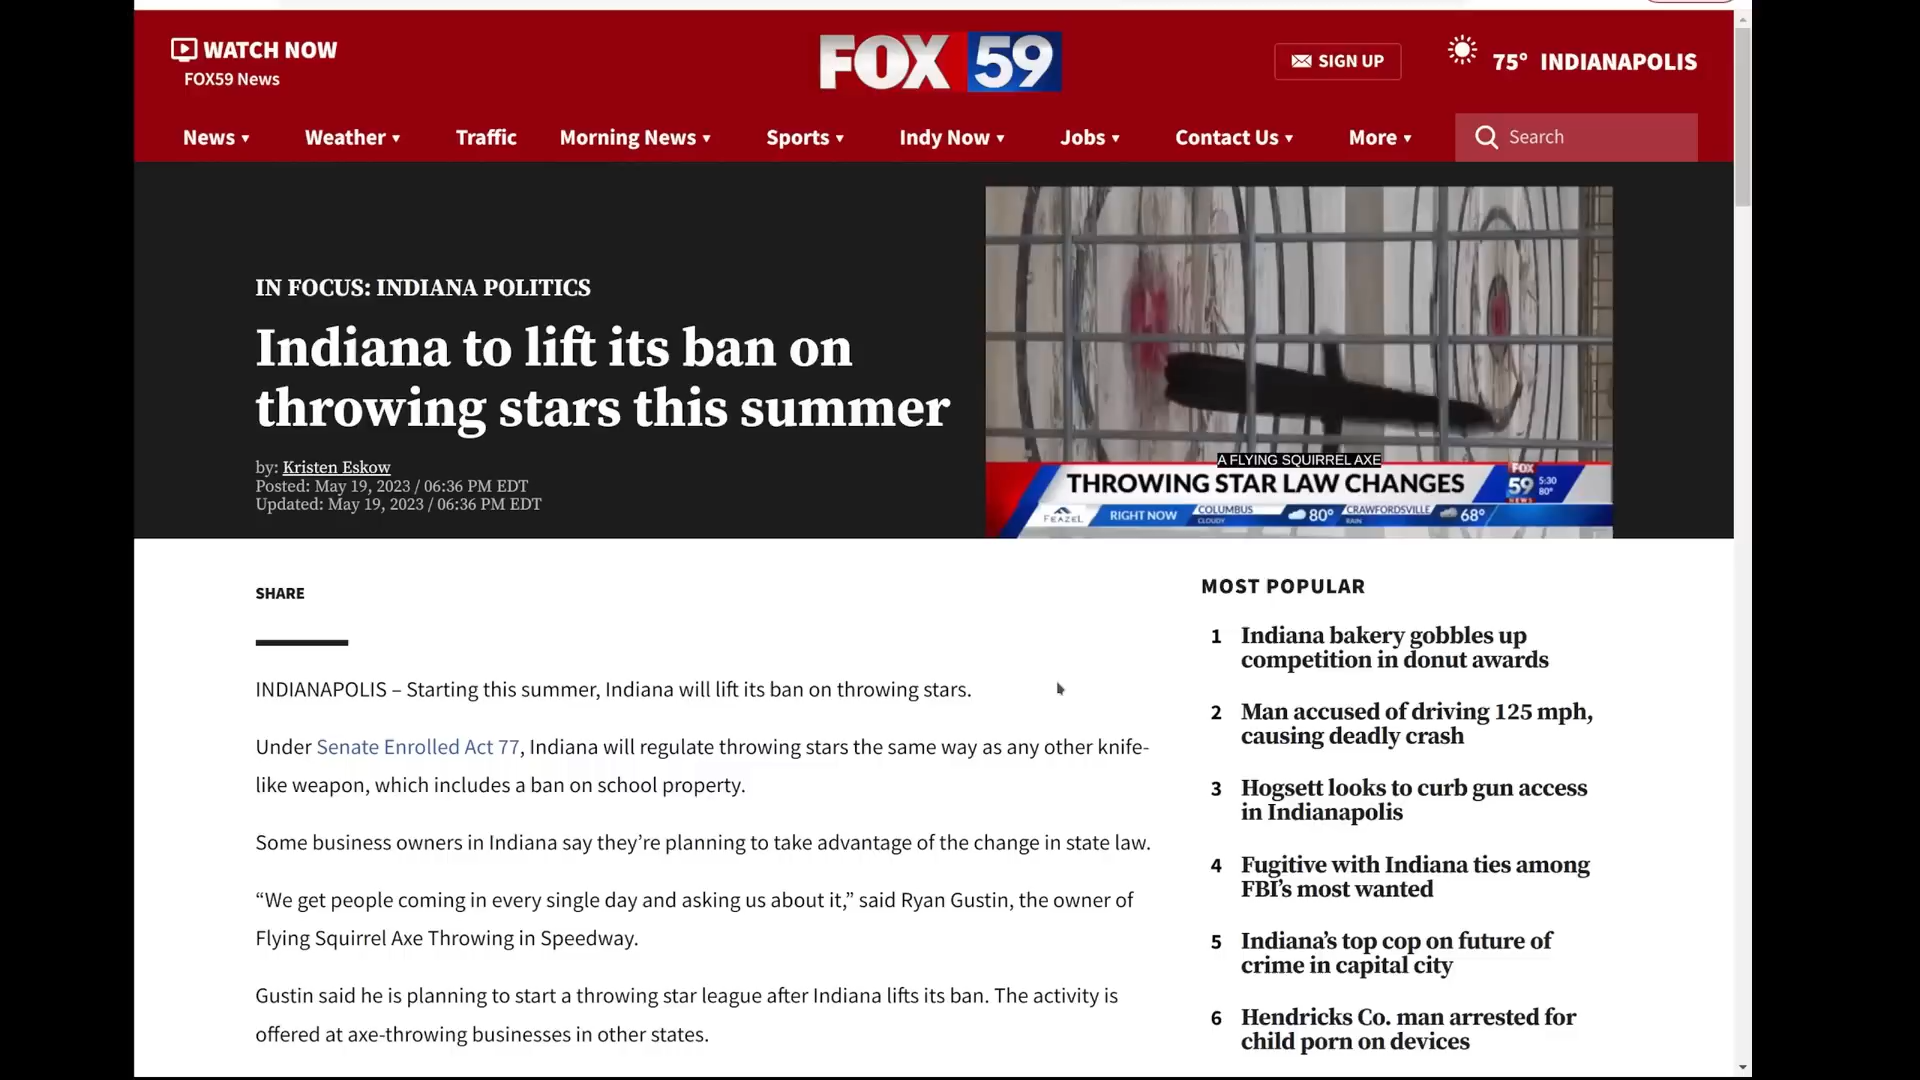 WATCH NOW
FOX59 News
FOX 59
SIGN UP
75° INDIANAPOLIS
News ▾
Weather ▾
Traffic
Morning News ▾
Sports ▾
Indy Now ▾
Jobs ▾
Contact Us ▾
More ▾
Search
IN FOCUS: INDIANA POLITICS
Indiana to lift its ban on
throwing stars this summer
by: Kristen Eskow
Posted: May 19, 2023 / 06:36 PM EDT
Updated: May 19, 2023 / 06:36 PM EDT
A FLYING SQUIRREL AXE
THROWING STAR LAW CHANGES
FOX
59
NEWS
5:30
80°
FEAZEL
RIGHT NOW
COLUMBUS
CLOUDY
80°
CRAWFORDSVILLE
RAIN
68°
SHARE
INDIANAPOLIS – Starting this summer, Indiana will lift its ban on throwing stars.
Under Senate Enrolled Act 77, Indiana will regulate throwing stars the same way as any other knife-
like weapon, which includes a ban on school property.
Some business owners in Indiana say they’re planning to take advantage of the change in state law.
“We get people coming in every single day and asking us about it,” said Ryan Gustin, the owner of
Flying Squirrel Axe Throwing in Speedway.
Gustin said he is planning to start a throwing star league after Indiana lifts its ban. The activity is
offered at axe-throwing businesses in other states.
MOST POPULAR
1 Indiana bakery gobbles up
competition in donut awards
2 Man accused of driving 125 mph,
causing deadly crash
3 Hogsett looks to curb gun access
in Indianapolis
4 Fugitive with Indiana ties among
FBI’s most wanted
5 Indiana’s top cop on future of
crime in capital city
6 Hendricks Co. man arrested for
child porn on devices